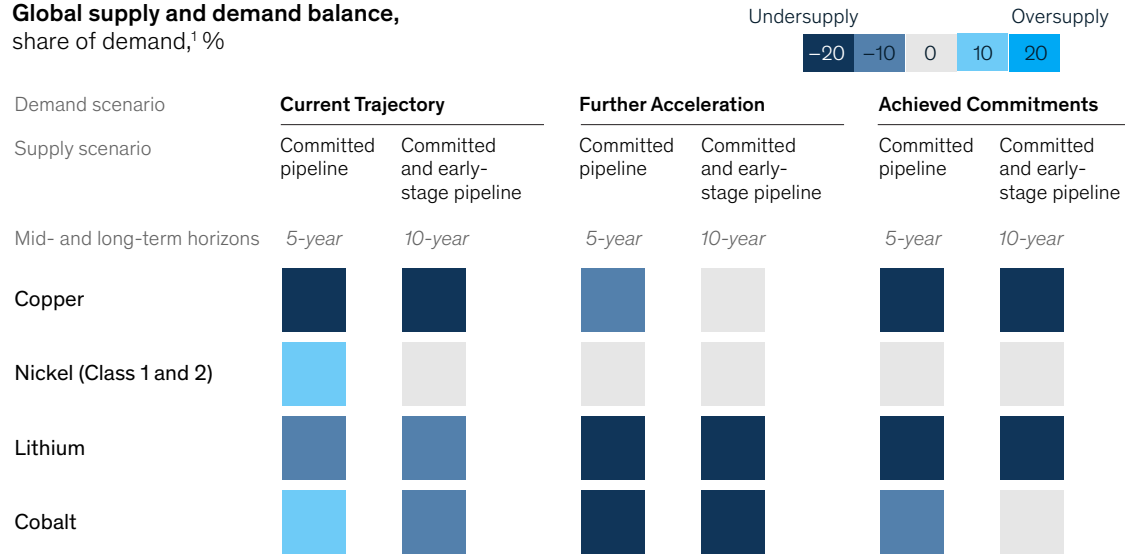 Global supply and demand balance,
share of demand,¹ %
Undersupply Oversupply
−20 −10 0 10 20
Demand scenario Current Trajectory Further Acceleration Achieved Commitments
Supply scenario Committed pipeline Committed and early-stage pipeline Committed pipeline Committed and early-stage pipeline Committed pipeline Committed and early-stage pipeline
Mid- and long-term horizons 5-year 10-year 5-year 10-year 5-year 10-year
Copper
Nickel (Class 1 and 2)
Lithium
Cobalt